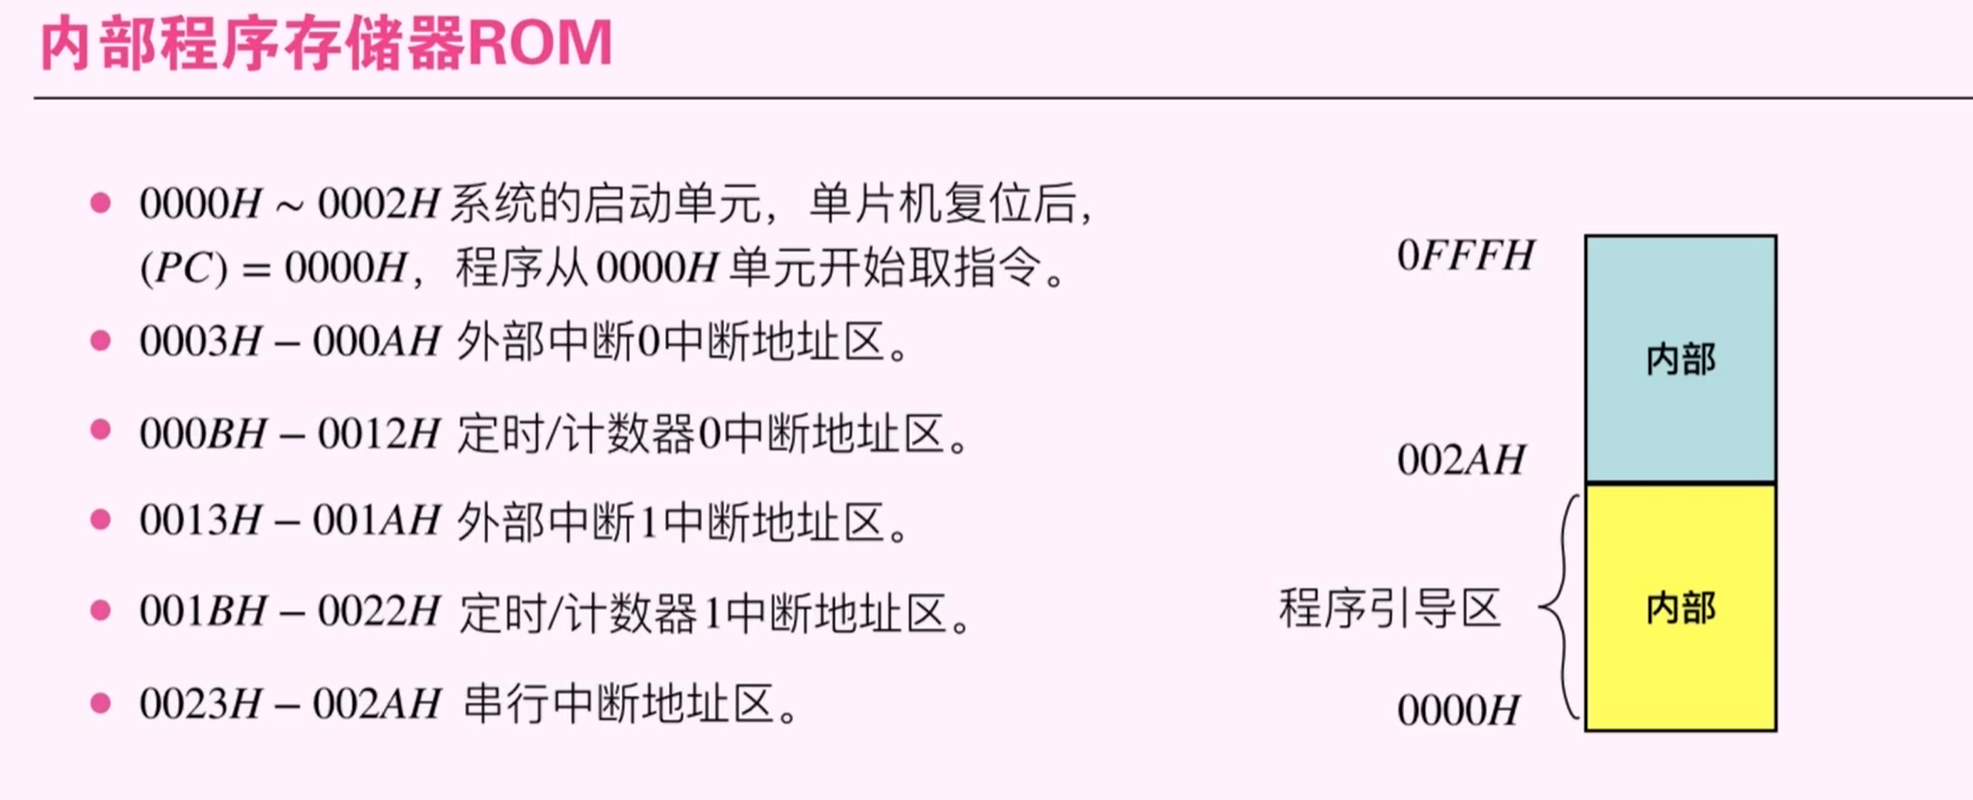 内部程序存储器ROM
0000H ~ 0002H 系统的启动单元，单片机复位后，
(PC) = 0000H，程序从0000H 单元开始取指令。
0003H – 000AH 外部中断0中断地址区。
000BH – 0012H 定时/计数器0中断地址区。
0013H – 001AH 外部中断1中断地址区。
001BH – 0022H 定时/计数器1中断地址区。
0023H – 002AH 串行中断地址区。
0FFFH
内部
002AH
程序引导区
内部
0000H